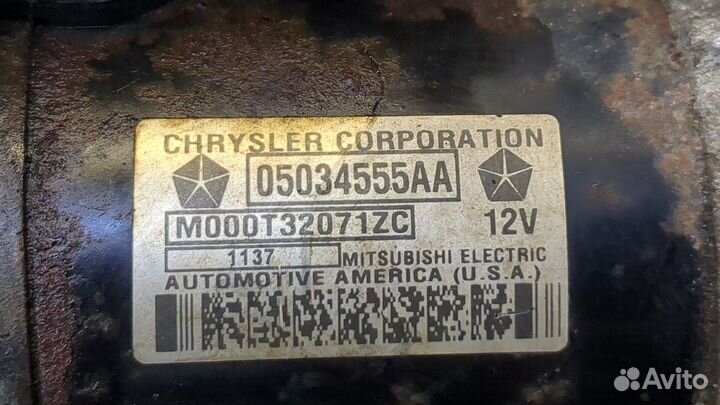 CHRYSLER CORPORATION
05034555AA
M000T32071ZC 12V
1137 MITSUBISHI ELECTRIC
AUTOMOTIVE AMERICA (U.S.A.)
Avito